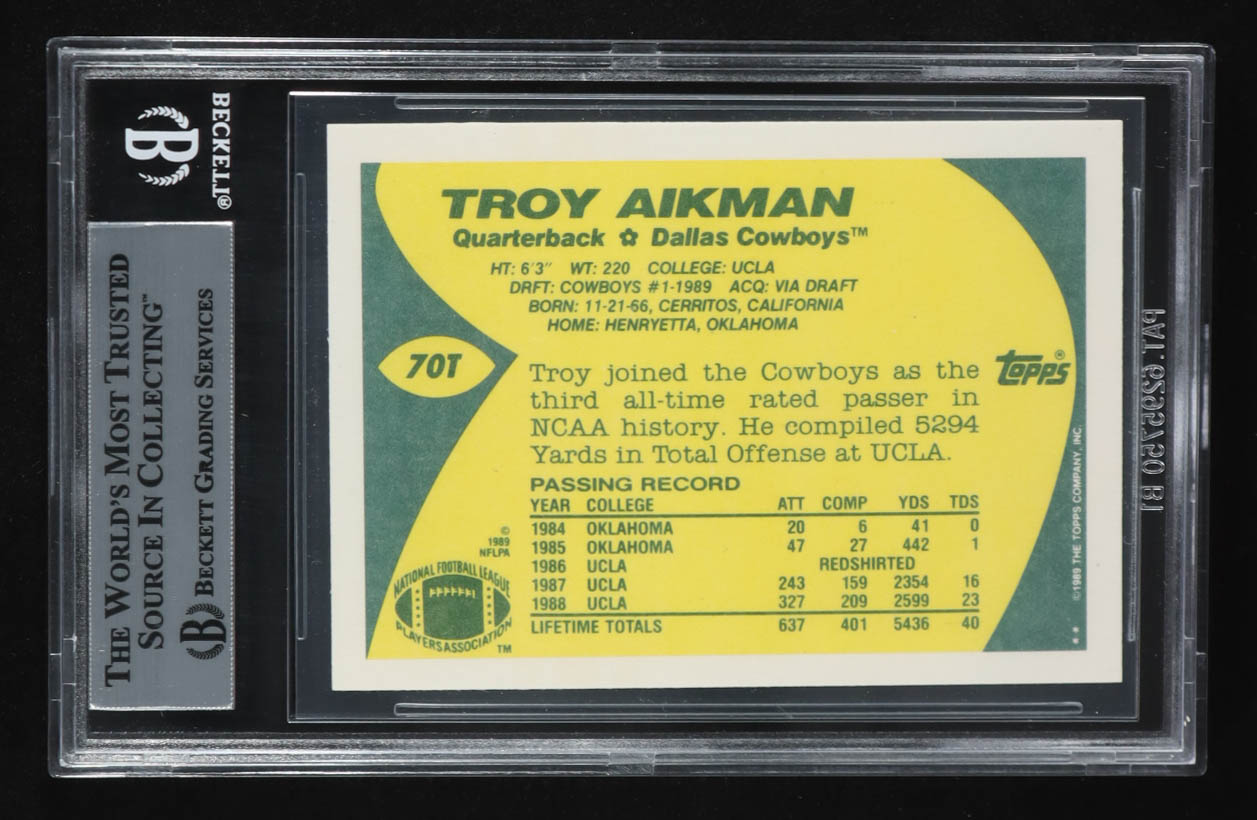 BECKETT®
B
THE WORLD'S MOST TRUSTED
SOURCE IN COLLECTING™
B BECKETT GRADING SERVICES
TROY AIKMAN
Quarterback ✿ Dallas Cowboys™
HT: 6'3" WT: 220 COLLEGE: UCLA
DRFT: COWBOYS #1-1989 ACQ: VIA DRAFT
BORN: 11-21-66, CERRITOS, CALIFORNIA
HOME: HENRYETTA, OKLAHOMA
70T
Topps®
Troy joined the Cowboys as the
third all-time rated passer in
NCAA history. He compiled 5294
Yards in Total Offense at UCLA.
PASSING RECORD
YEAR COLLEGE ATT COMP YDS TDS
1984 OKLAHOMA 20 6 41 0
1985 OKLAHOMA 47 27 442 1
1986 UCLA REDSHIRTED
1987 UCLA 243 159 2354 16
1988 UCLA 327 209 2599 23
LIFETIME TOTALS 637 401 5436 40
©
1989
NFLPA
NATIONAL FOOTBALL LEAGUE
PLAYERS ASSOCIATION
TM
©1989 THE TOPPS COMPANY, INC.
**